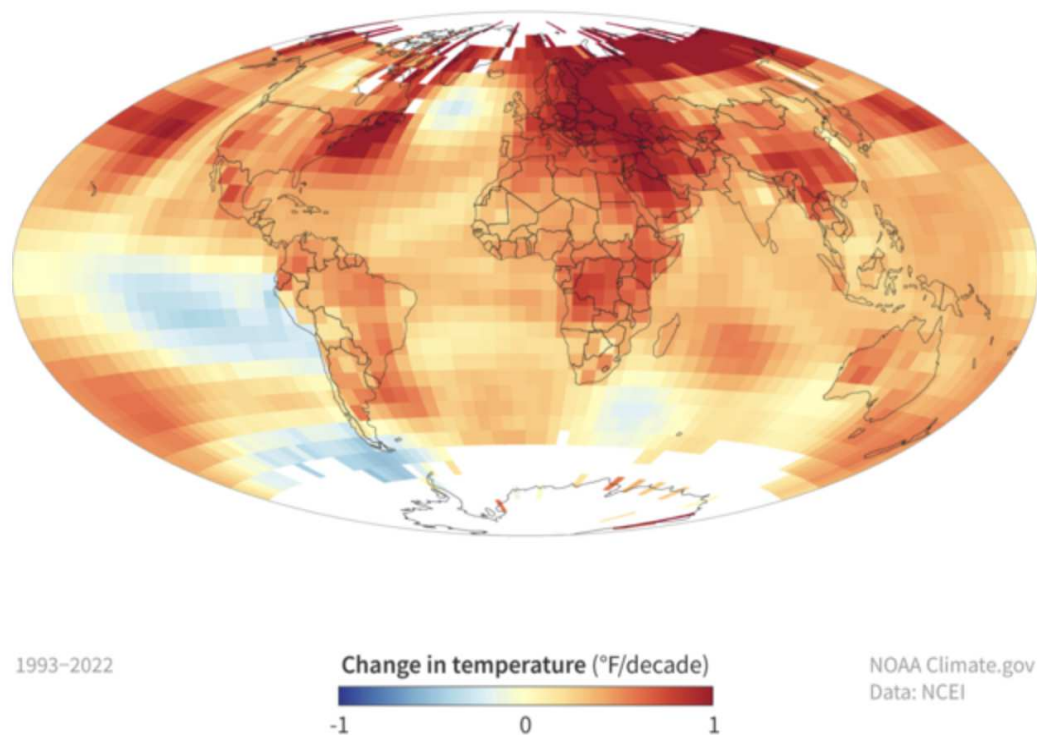 1993–2022
Change in temperature (°F/decade)
-1 0 1
NOAA Climate.gov
Data: NCEI